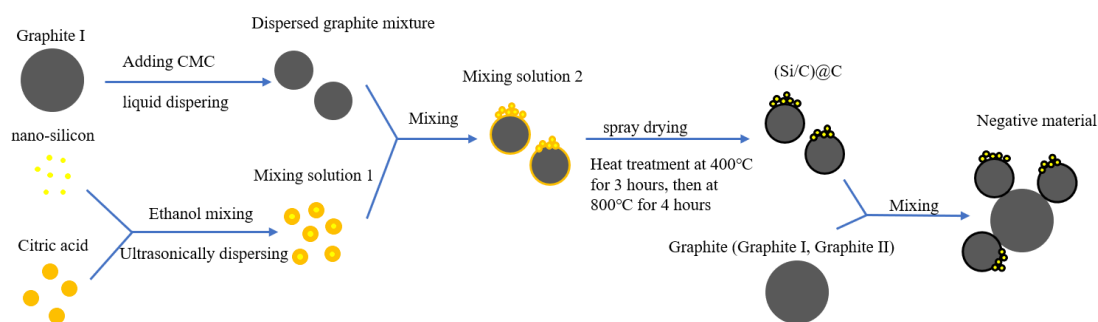 Graphite I
Adding CMC
liquid dispering
Dispersed graphite mixture
nano-silicon
Citric acid
Ethanol mixing
Ultrasonically dispersing
Mixing solution 1
Mixing
Mixing solution 2
spray drying
Heat treatment at 400℃
for 3 hours, then at
800℃ for 4 hours
(Si/C)@C
Graphite (Graphite I, Graphite II)
Mixing
Negative material